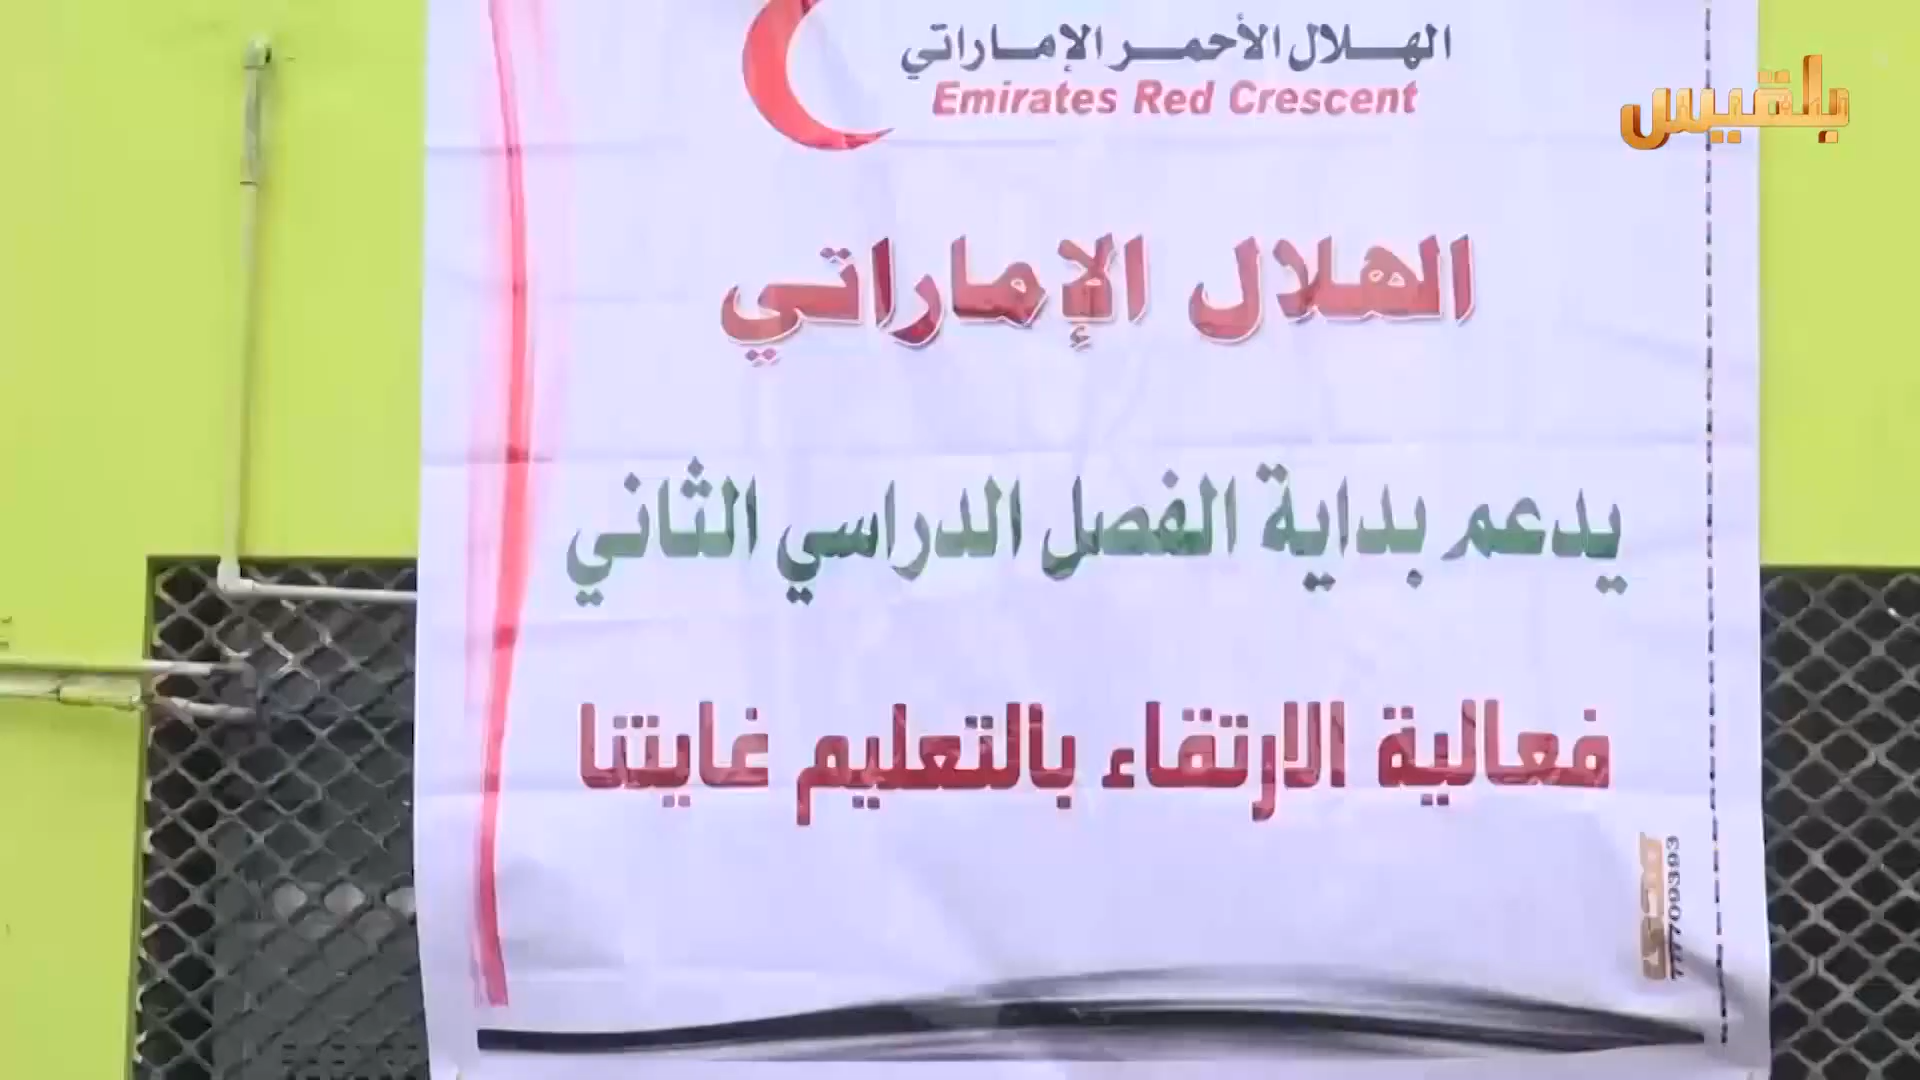 الهلال الأحمر الإماراتي
Emirates Red Crescent
بلقيس
الهلال الإماراتي
يدعم بداية الفصل الدراسي الثاني
فعالية الارتقاء بالتعليم غايتنا